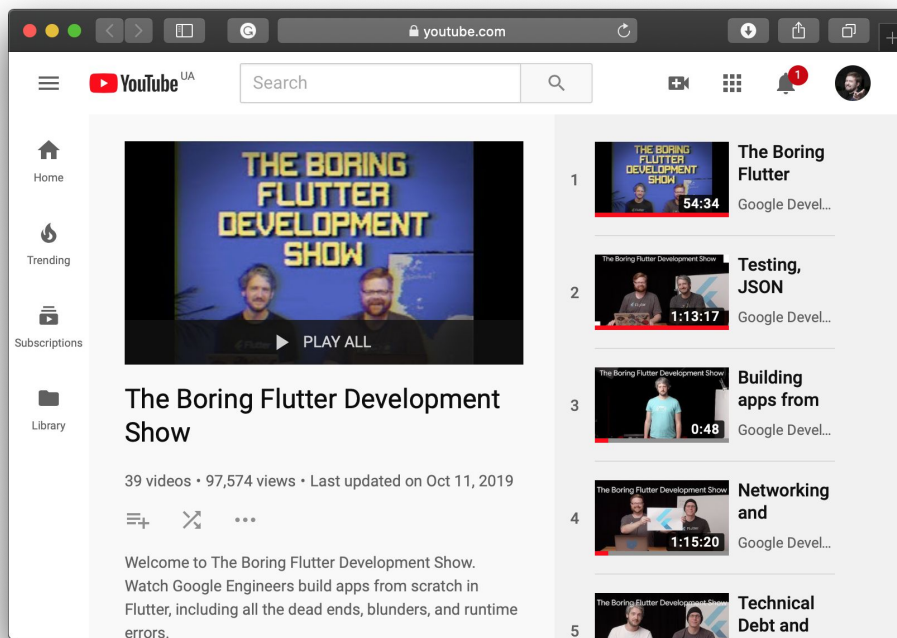 youtube.com
YouTube UA
Search
1
Home
Trending
Subscriptions
Library
THE BORING
FLUTTER
DEVELOPMENT
SHOW
PLAY ALL
The Boring Flutter Development
Show
39 videos • 97,574 views • Last updated on Oct 11, 2019
Welcome to The Boring Flutter Development Show.
Watch Google Engineers build apps from scratch in
Flutter, including all the dead ends, blunders, and runtime
errors.
1
THE BORING
FLUTTER
DEVELOPMENT
SHOW
54:34
The Boring
Flutter
Google Devel...
2
The Boring Flutter Development Show
1:13:17
Testing,
JSON
Google Devel...
3
The Boring Flutter Development Show
0:48
Building
apps from
Google Devel...
4
The Boring Flutter Development Show
1:15:20
Networking
and
Google Devel...
5
The Boring Flutter Development Show
Technical
Debt and